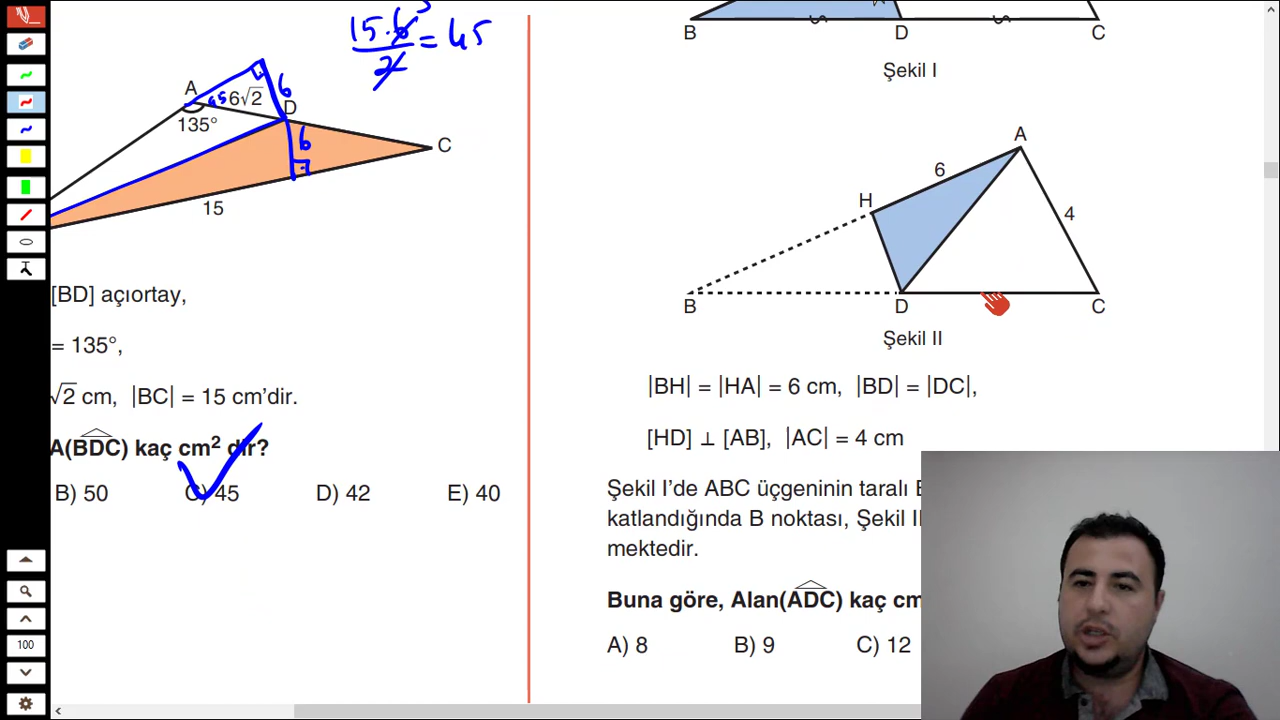 15·6 3
2
= 45
A
45
6√2
6
D
135°
6
C
15
[BD] açıortay,
= 135°,
√2 cm, |BC| = 15 cm'dir.
A(BDC) kaç cm² dir?
B) 50 C) 45 D) 42 E) 40
B D C
Şekil I
A
6
H
4
B D C
Şekil II
|BH| = |HA| = 6 cm, |BD| = |DC|,
[HD] ⊥ [AB], |AC| = 4 cm
Şekil I'de ABC üçgeninin taralı
katlandığında B noktası, Şekil
mektedir.
Buna göre, Alan(ADC) kaç cm
A) 8 B) 9 C) 12
100